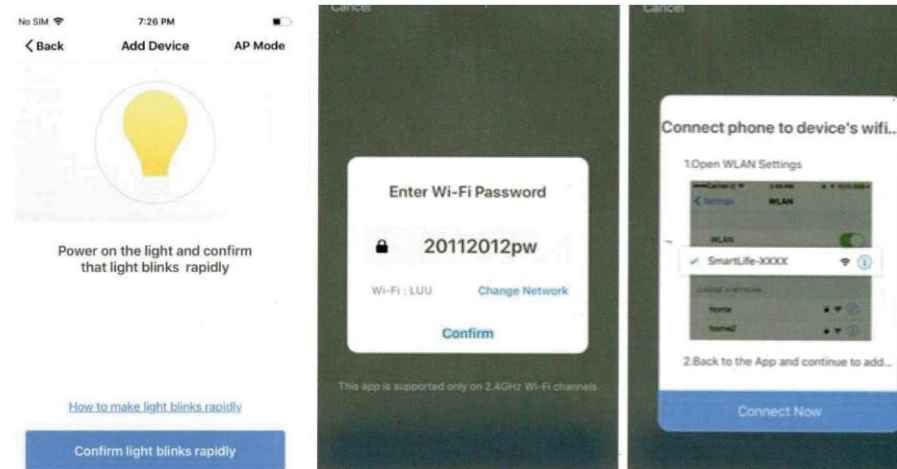 No SIM 7:26 PM
Back Add Device AP Mode
Power on the light and confirm
that light blinks rapidly
How to make light blinks rapidly
Confirm light blinks rapidly
Cancel
Enter Wi-Fi Password
20112012pw
Wi-Fi : LUU Change Network
Confirm
This app is supported only on 2.4GHz Wi-Fi channels
Cancel
Connect phone to device's wifi...
1.Open WLAN Settings
Settings WLAN
WLAN
SmartLife-XXXX
CHOOSE A NETWORK...
home
home2
2.Back to the App and continue to add...
Connect Now